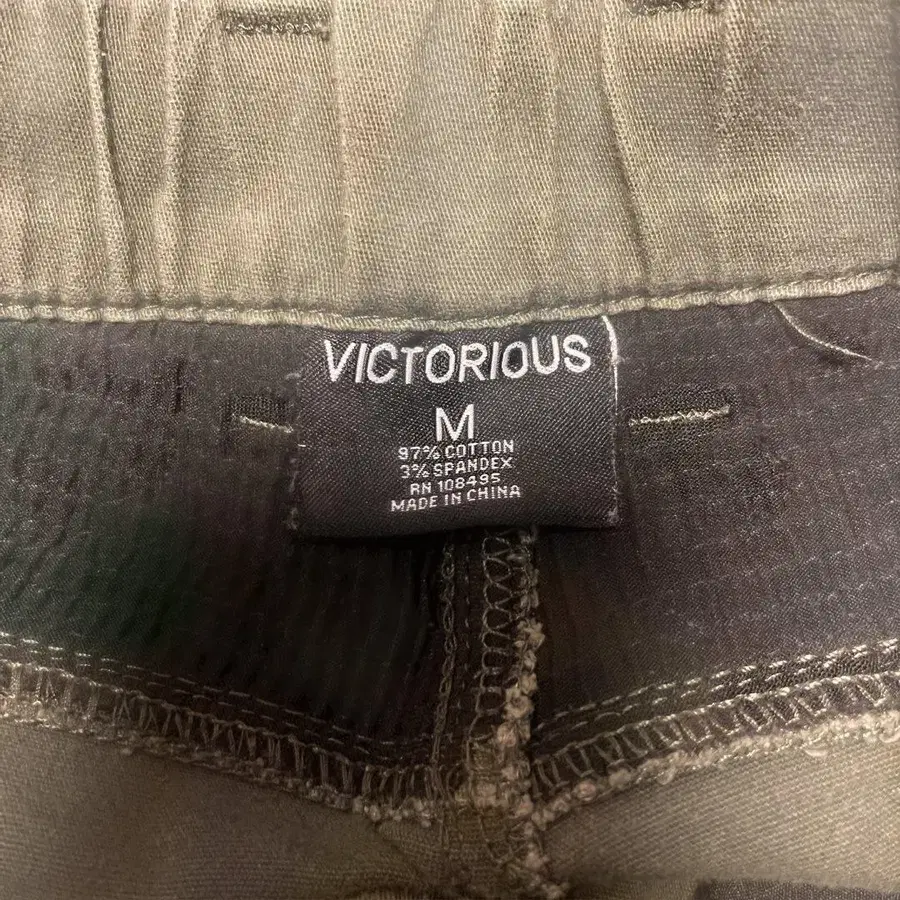 VICTORIOUS
M
97% COTTON
3% SPANDEX
RN 108495
MADE IN CHINA